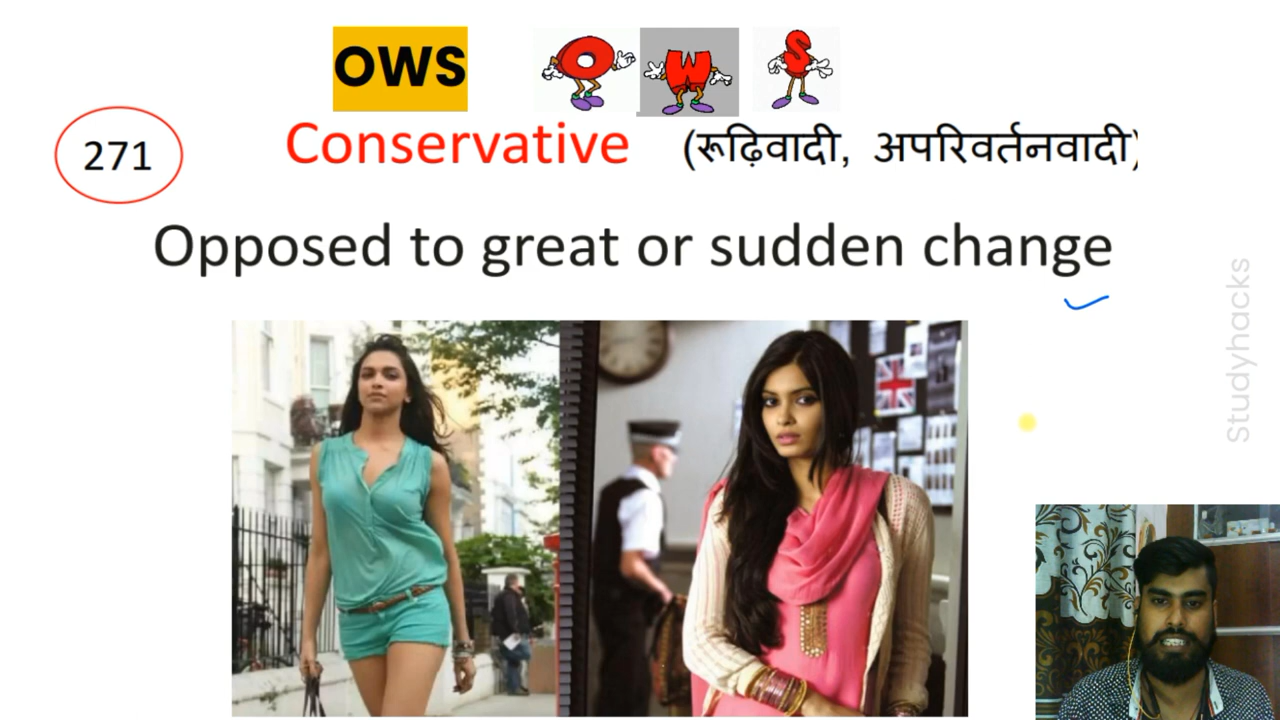 OWS
O W S
271
Conservative (रूढ़िवादी, अपरिवर्तनवादी)
Opposed to great or sudden change
Studyhacks